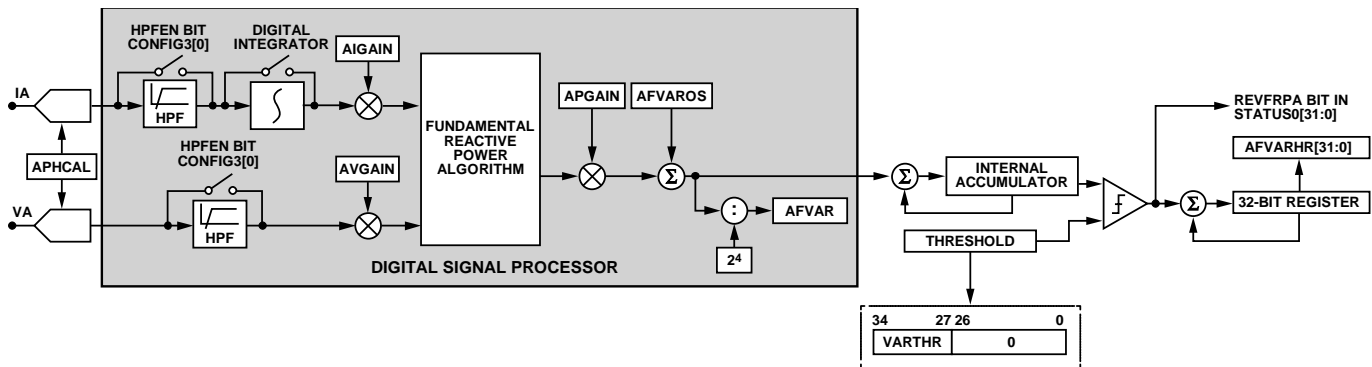 HPFEN BIT
CONFIG3[0]
DIGITAL
INTEGRATOR
AIGAIN
IA
HPF
APHCAL
HPFEN BIT
CONFIG3[0]
AVGAIN
VA
HPF
FUNDAMENTAL
REACTIVE
POWER
ALGORITHM
APGAIN
AFVAROS
Σ
:
AFVAR
2⁴
DIGITAL SIGNAL PROCESSOR
Σ
INTERNAL
ACCUMULATOR
THRESHOLD
REVFRPA BIT IN
STATUS0[31:0]
AFVARHR[31:0]
Σ
32-BIT REGISTER
34 27 26 0
VARTHR 0